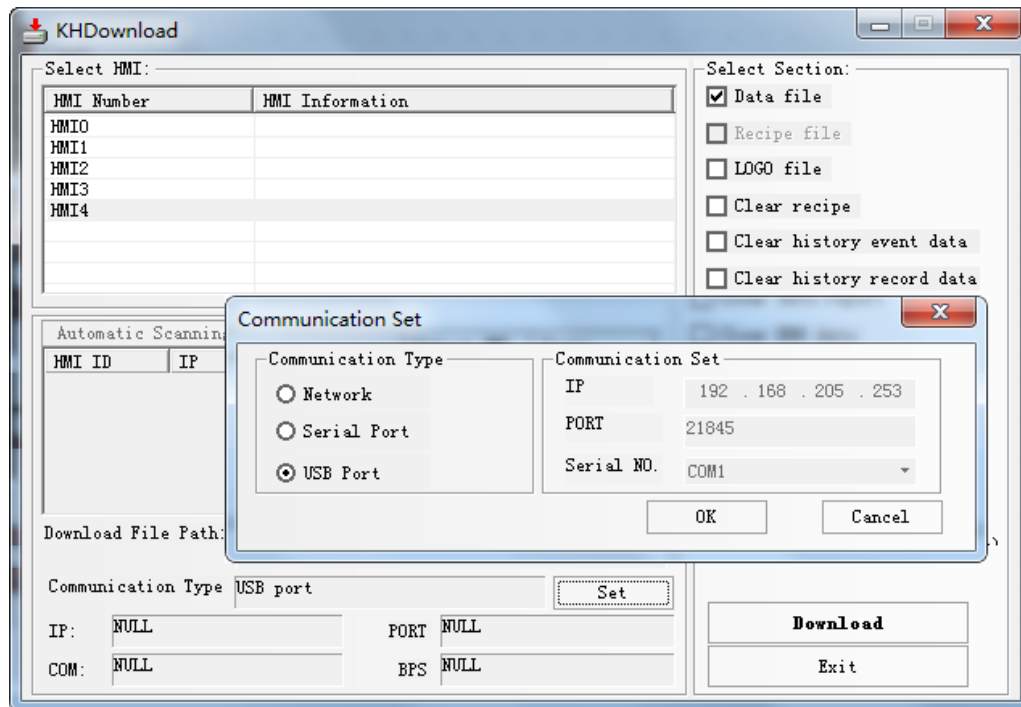 KHDownload
Select HMI:
HMI Number HMI Information
HMI0
HMI1
HMI2
HMI3
HMI4
Select Section:
Data file
Recipe file
LOGO file
Clear recipe
Clear history event data
Clear history record data
Automatic Scanning
HMI ID IP
Communication Set
Communication Type
Network
Serial Port
USB Port
Communication Set
IP 192 . 168 . 205 . 253
PORT 21845
Serial NO. COM1
OK Cancel
Download File Path:
Communication Type USB port Set
IP: NULL PORT NULL
COM: NULL BPS NULL
Download
Exit